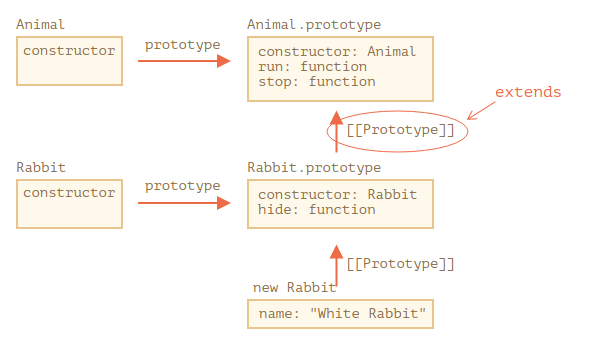 Animal
Animal.prototype
constructor
prototype
constructor: Animal
run: function
stop: function
extends
[[Prototype]]
Rabbit
Rabbit.prototype
constructor
prototype
constructor: Rabbit
hide: function
[[Prototype]]
new Rabbit
name: "White Rabbit"